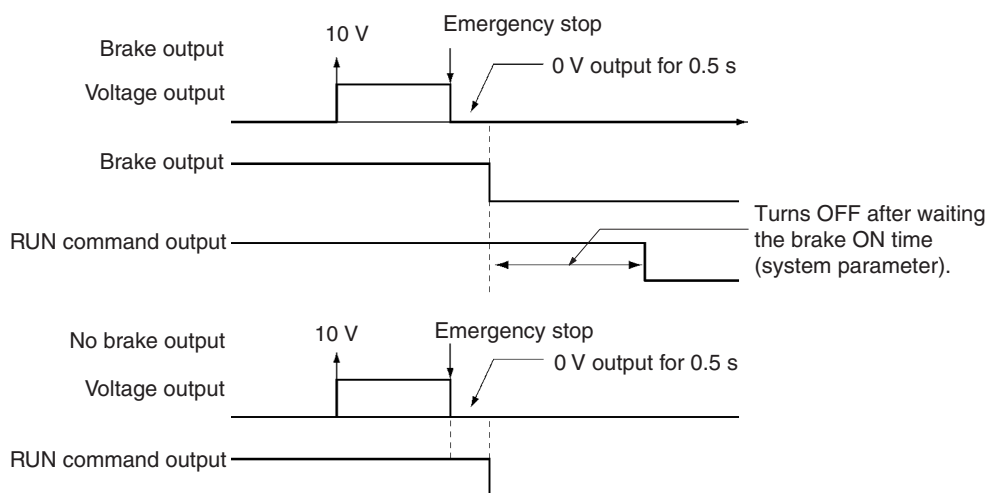 Brake output
10 V
Emergency stop
0 V output for 0.5 s
Voltage output
Brake output
RUN command output
Turns OFF after waiting
the brake ON time
(system parameter).
No brake output
10 V
Emergency stop
0 V output for 0.5 s
Voltage output
RUN command output